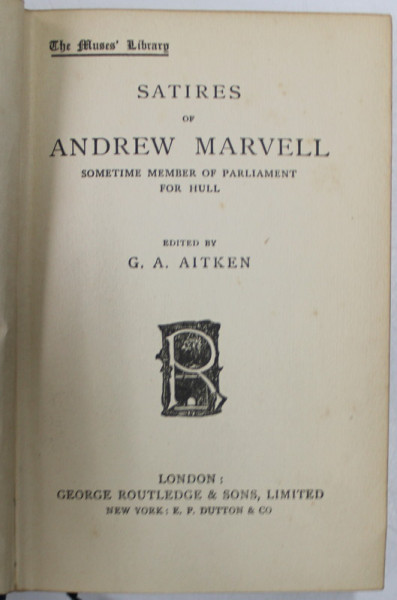 The Muses' Library
SATIRES
OF
ANDREW MARVELL
SOMETIME MEMBER OF PARLIAMENT
FOR HULL
EDITED BY
G. A. AITKEN
R
LONDON:
GEORGE ROUTLEDGE & SONS, LIMITED
NEW YORK: E. P. DUTTON & CO